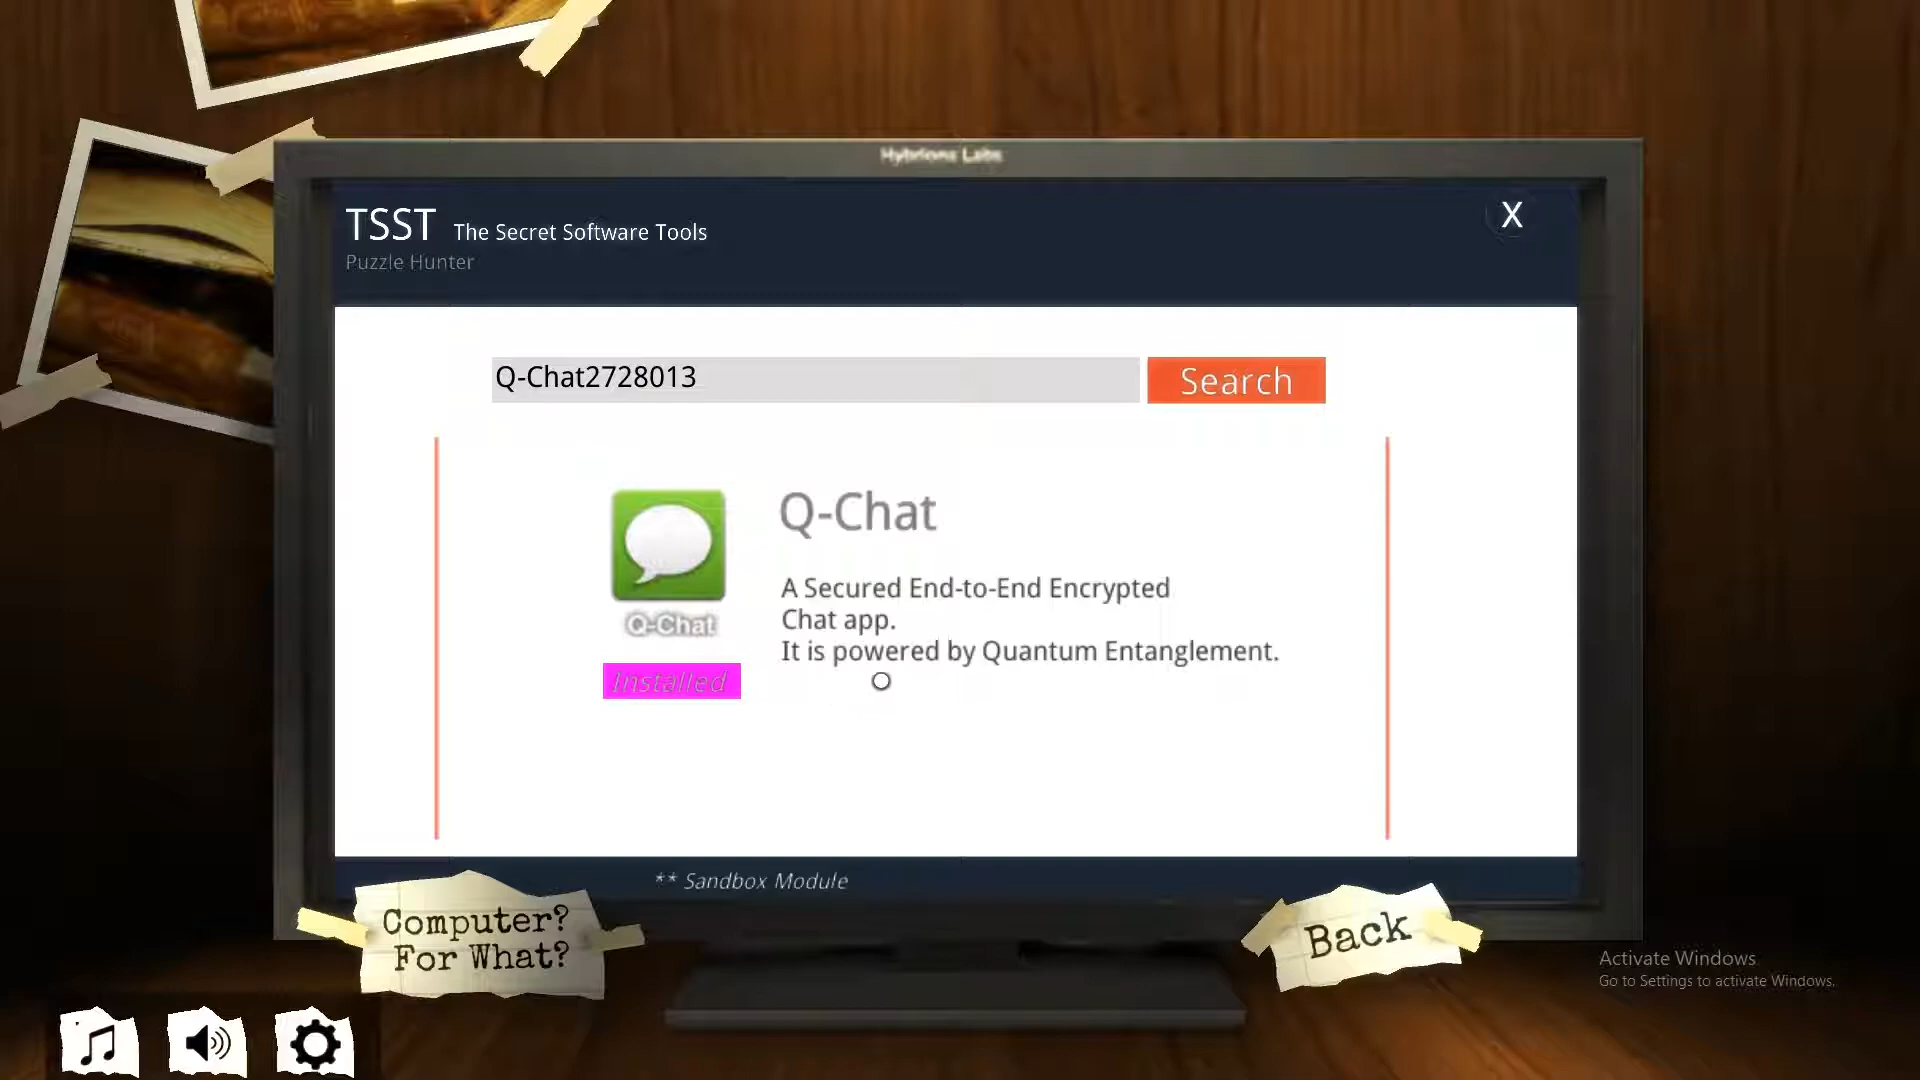 Hybrions Labs
TSST The Secret Software Tools
X
Puzzle Hunter
Q-Chat2728013
Search
Q-Chat
A Secured End-to-End Encrypted
Chat app.
It is powered by Quantum Entanglement.
Q-Chat
Installed
** Sandbox Module
Computer?
For What?
Back
Activate Windows
Go to Settings to activate Windows.